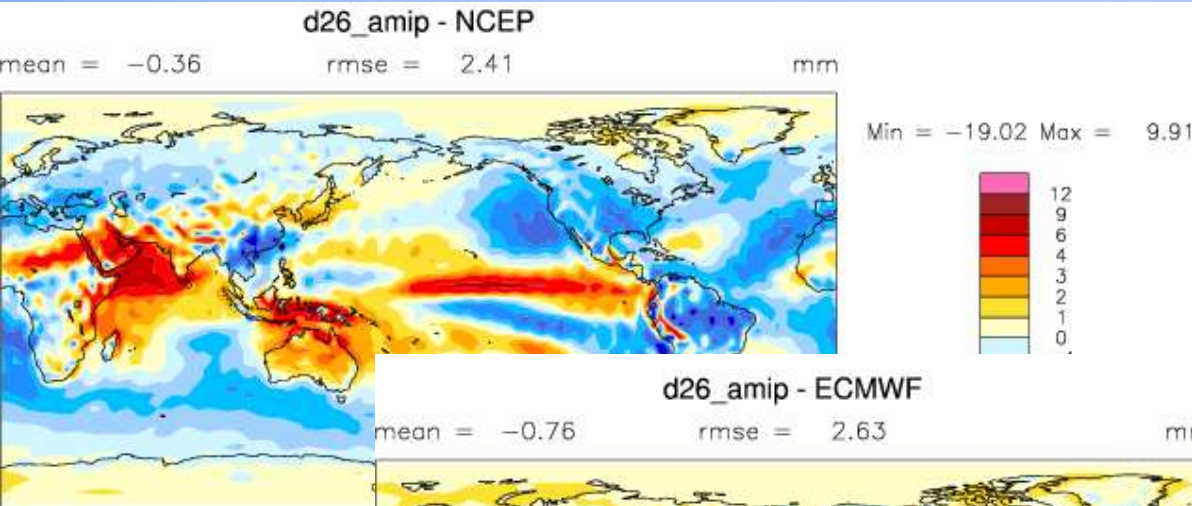 d26_amip - NCEP
mean = -0.36 rmse = 2.41 mm
Min = -19.02 Max = 9.91
12
9
6
4
3
2
1
0
d26_amip - ECMWF
mean = -0.76 rmse = 2.63